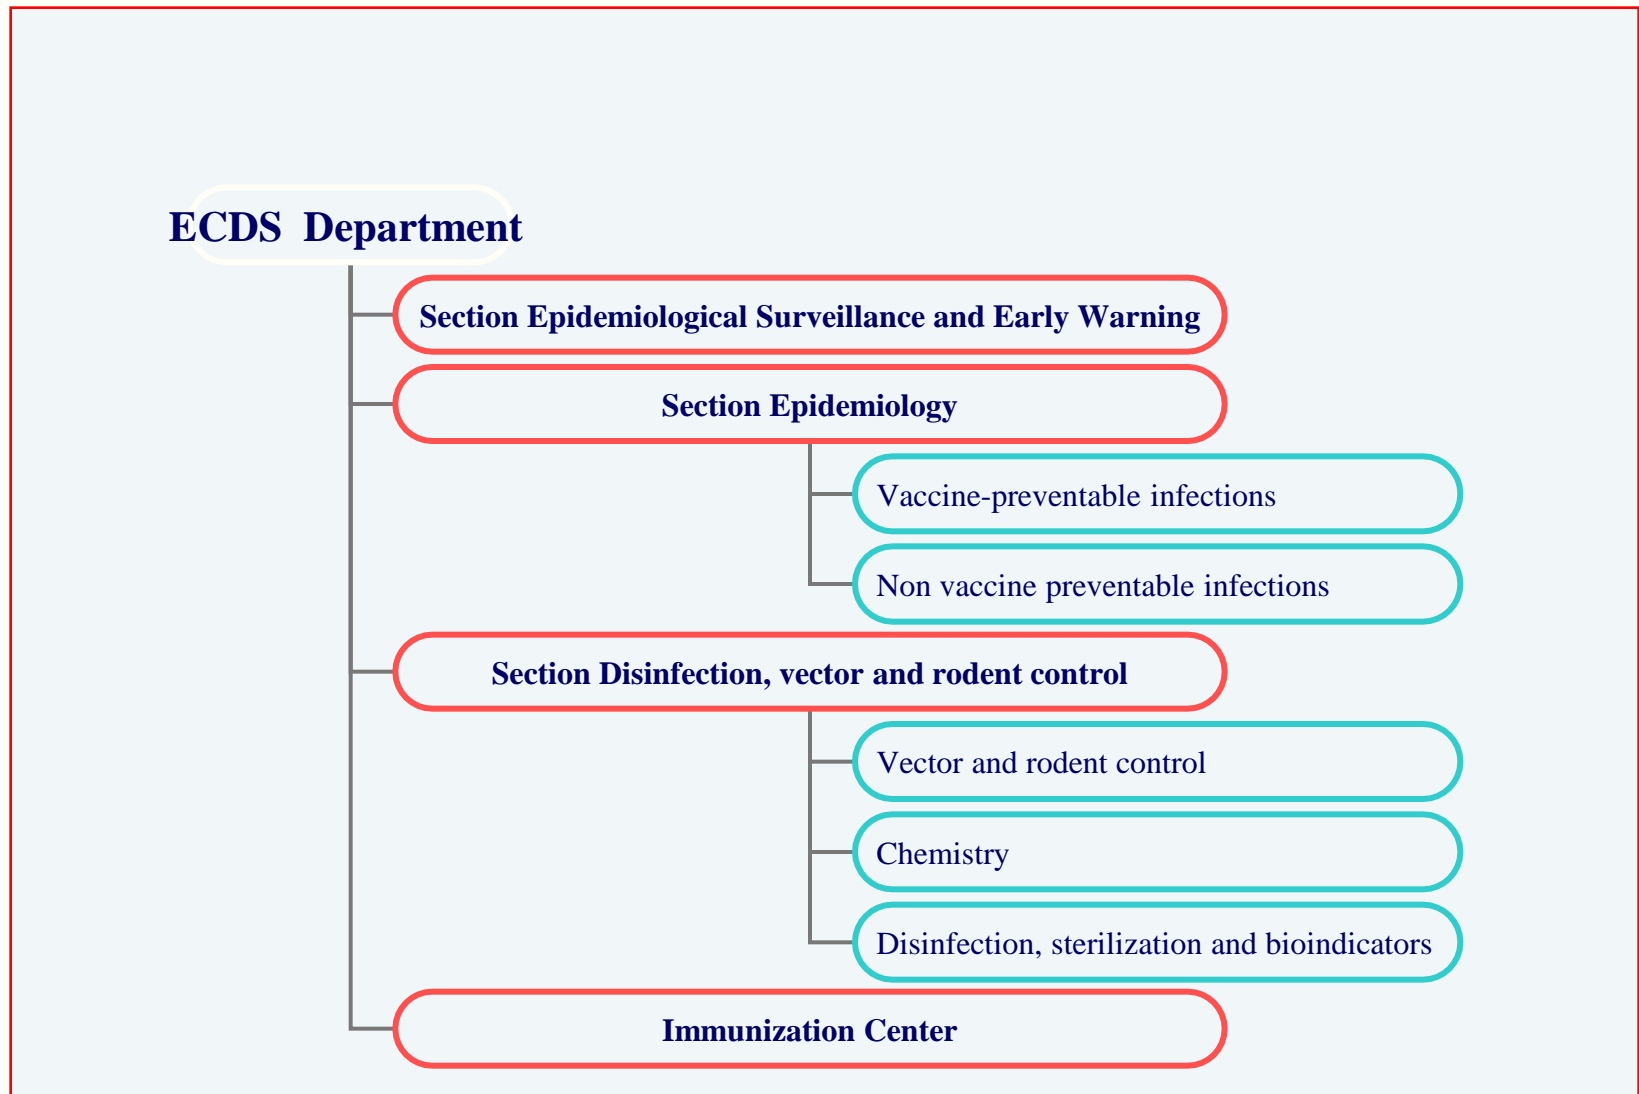 ECDS  Department
Section Epidemiological Surveillance and Early Warning
Section Epidemiology
Vaccine-preventable infections
Non vaccine preventable infections
Section Disinfection, vector and rodent control
Vector and rodent control
Chemistry
Disinfection, sterilization and bioindicators
Immunization Center